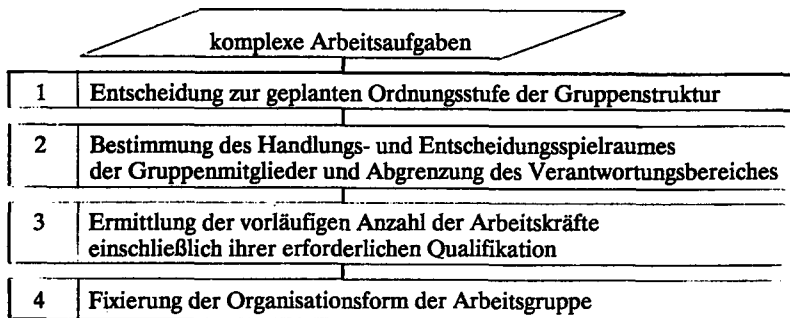 komplexe Arbeitsaufgaben
1 Entscheidung zur geplanten Ordnungsstufe der Gruppenstruktur
2 Bestimmung des Handlungs- und Entscheidungsspielraumes
der Gruppenmitglieder und Abgrenzung des Verantwortungsbereiches
3 Ermittlung der vorläufigen Anzahl der Arbeitskräfte
einschließlich ihrer erforderlichen Qualifikation
4 Fixierung der Organisationsform der Arbeitsgruppe